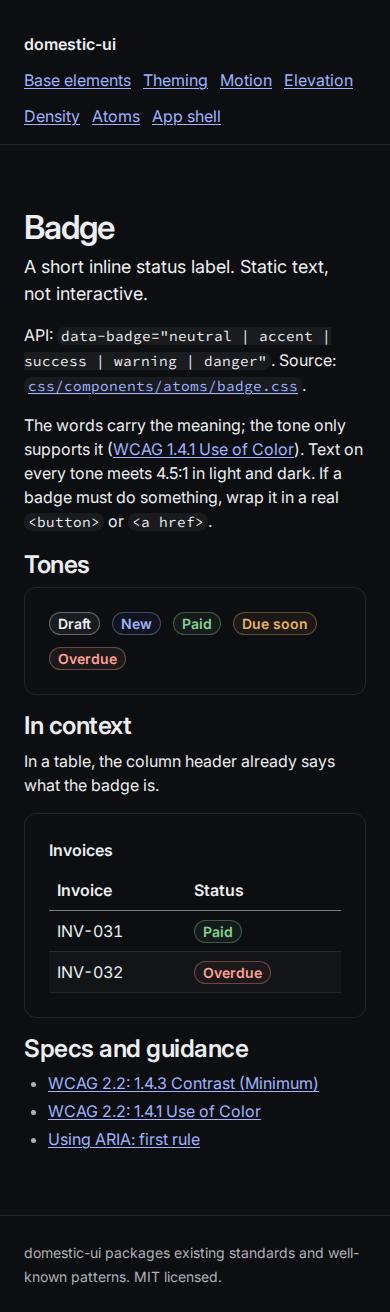 domestic-ui
Base elements Theming Motion Elevation
Density Atoms App shell
Badge
A short inline status label. Static text,
not interactive.
API: data-badge="neutral | accent |
success | warning | danger". Source:
css/components/atoms/badge.css.
The words carry the meaning; the tone only
supports it (WCAG 1.4.1 Use of Color). Text on
every tone meets 4.5:1 in light and dark. If a
badge must do something, wrap it in a real
<button> or <a href>.
Tones
Draft New Paid Due soon
Overdue
In context
In a table, the column header already says
what the badge is.
Invoices
Invoice Status
INV-031 Paid
INV-032 Overdue
Specs and guidance
WCAG 2.2: 1.4.3 Contrast (Minimum)
WCAG 2.2: 1.4.1 Use of Color
Using ARIA: first rule
domestic-ui packages existing standards and well-
known patterns. MIT licensed.